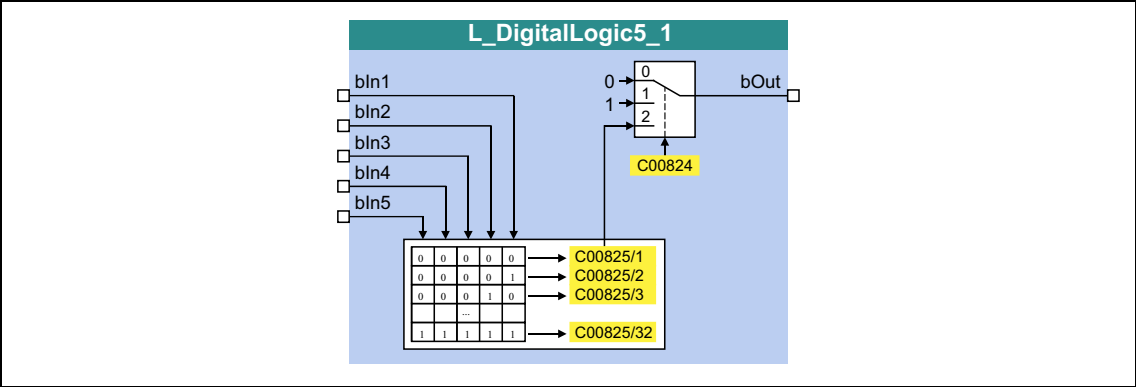 L_DigitalLogic5_1
bIn1
bIn2
bIn3
bIn4
bIn5
0 0
1 1
2
bOut
C00824
0 0 0 0 0 C00825/1
0 0 0 0 1 C00825/2
0 0 0 1 0 C00825/3
...
1 1 1 1 1 C00825/32